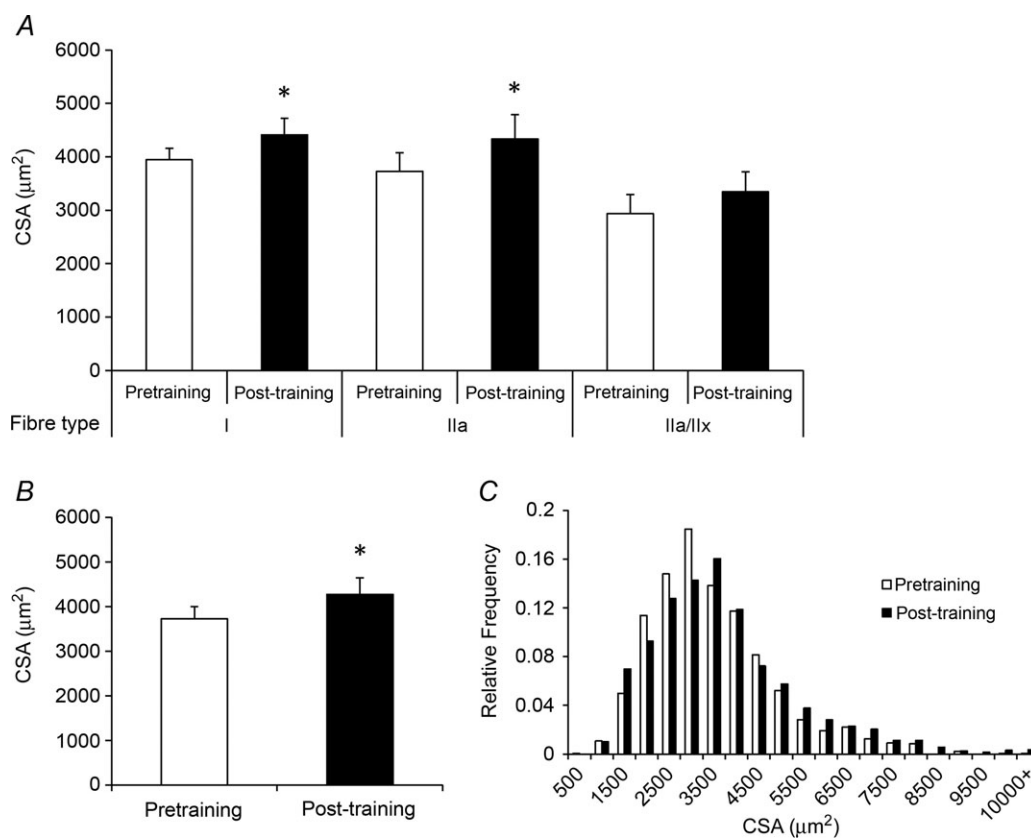 A
6000
5000
4000
3000
2000
1000
0
CSA (μm²)
*
*
Pretraining Post-training Pretraining Post-training Pretraining Post-training
Fibre type I IIa IIa/IIx
B
6000
5000
4000
3000
2000
1000
0
CSA (μm²)
*
Pretraining Post-training
C
0.2
0.16
0.12
0.08
0.04
0
Relative Frequency
Pretraining
Post-training
500 1500 2500 3500 4500 5500 6500 7500 8500 9500 10000+
CSA (μm²)